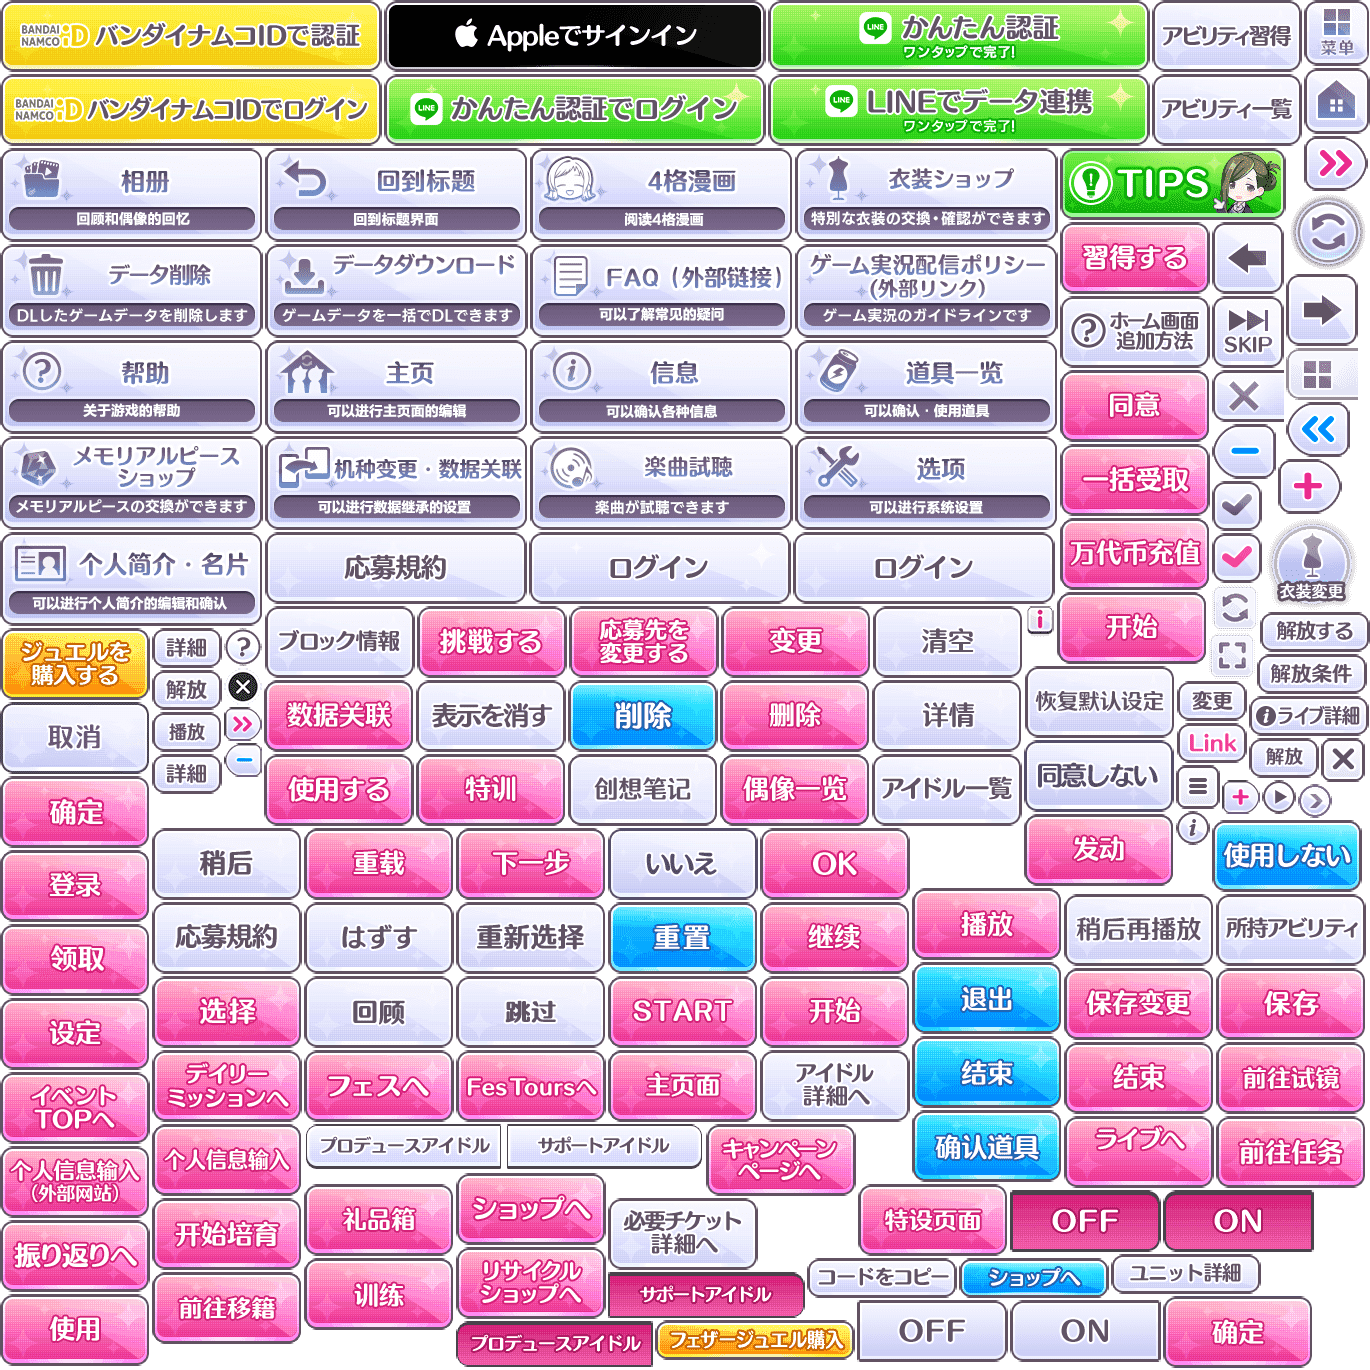 BANDAI NAMCO iD バンダイナムコIDで認証
Appleでサインイン
LINE かんたん認証
ワンタップで完了!
アビリティ習得
菜单
BANDAI NAMCO iD バンダイナムコIDでログイン
LINE かんたん認証でログイン
LINE LINEでデータ連携
ワンタップで完了!
アビリティ一覧
相册
回顾和偶像的回忆
回到标题
回到标题界面
4格漫画
阅读4格漫画
衣装ショップ
特別な衣装の交換・確認ができます
TIPS
データ削除
DLしたゲームデータを削除します
データダウンロード
ゲームデータを一括でDLできます
FAQ（外部链接）
可以了解常见的疑问
ゲーム実況配信ポリシー
(外部リンク)
ゲーム実況のガイドラインです
習得する
ホーム画面
追加方法
SKIP
帮助
关于游戏的帮助
主页
可以进行主页面的编辑
信息
可以确认各种信息
道具一览
可以确认・使用道具
同意
メモリアルピース
ショップ
メモリアルピースの交換ができます
机种变更・数据关联
可以进行数据继承的设置
楽曲試聴
楽曲が試聴できます
选项
可以进行系统设置
一括受取
个人简介・名片
可以进行个人简介的编辑和确认
応募規約
ログイン
ログイン
万代币充值
衣装変更
ジュエルを
購入する
詳細
ブロック情報
挑戦する
応募先を
変更する
变更
清空
开始
解放する
解放
解放条件
取消
播放
数据关联
表示を消す
削除
删除
详情
恢复默认设定
変更
ライブ詳細
詳細
Link
解放
确定
使用する
特训
创想笔记
偶像一览
アイドル一覧
同意しない
登录
稍后
重载
下一步
いいえ
OK
发动
使用しない
领取
応募規約
はずす
重新选择
重置
继续
播放
稍后再播放
所持アビリティ
设定
选择
回顾
跳过
START
开始
退出
保存变更
保存
イベント
TOPへ
デイリー
ミッションへ
フェスへ
Fes Toursへ
主页面
アイドル
詳細へ
结束
结束
前往试镜
个人信息输入
(外部网站)
个人信息输入
プロデュースアイドル
サポートアイドル
キャンペーン
ページへ
确认道具
ライブへ
前往任务
振り返りへ
开始培育
礼品箱
ショップへ
必要チケット
詳細へ
特设页面
OFF
ON
使用
前往移籍
训练
リサイクル
ショップへ
サポートアイドル
コードをコピー
ショップへ
ユニット詳細
プロデュースアイドル
フェザージュエル購入
OFF
ON
确定